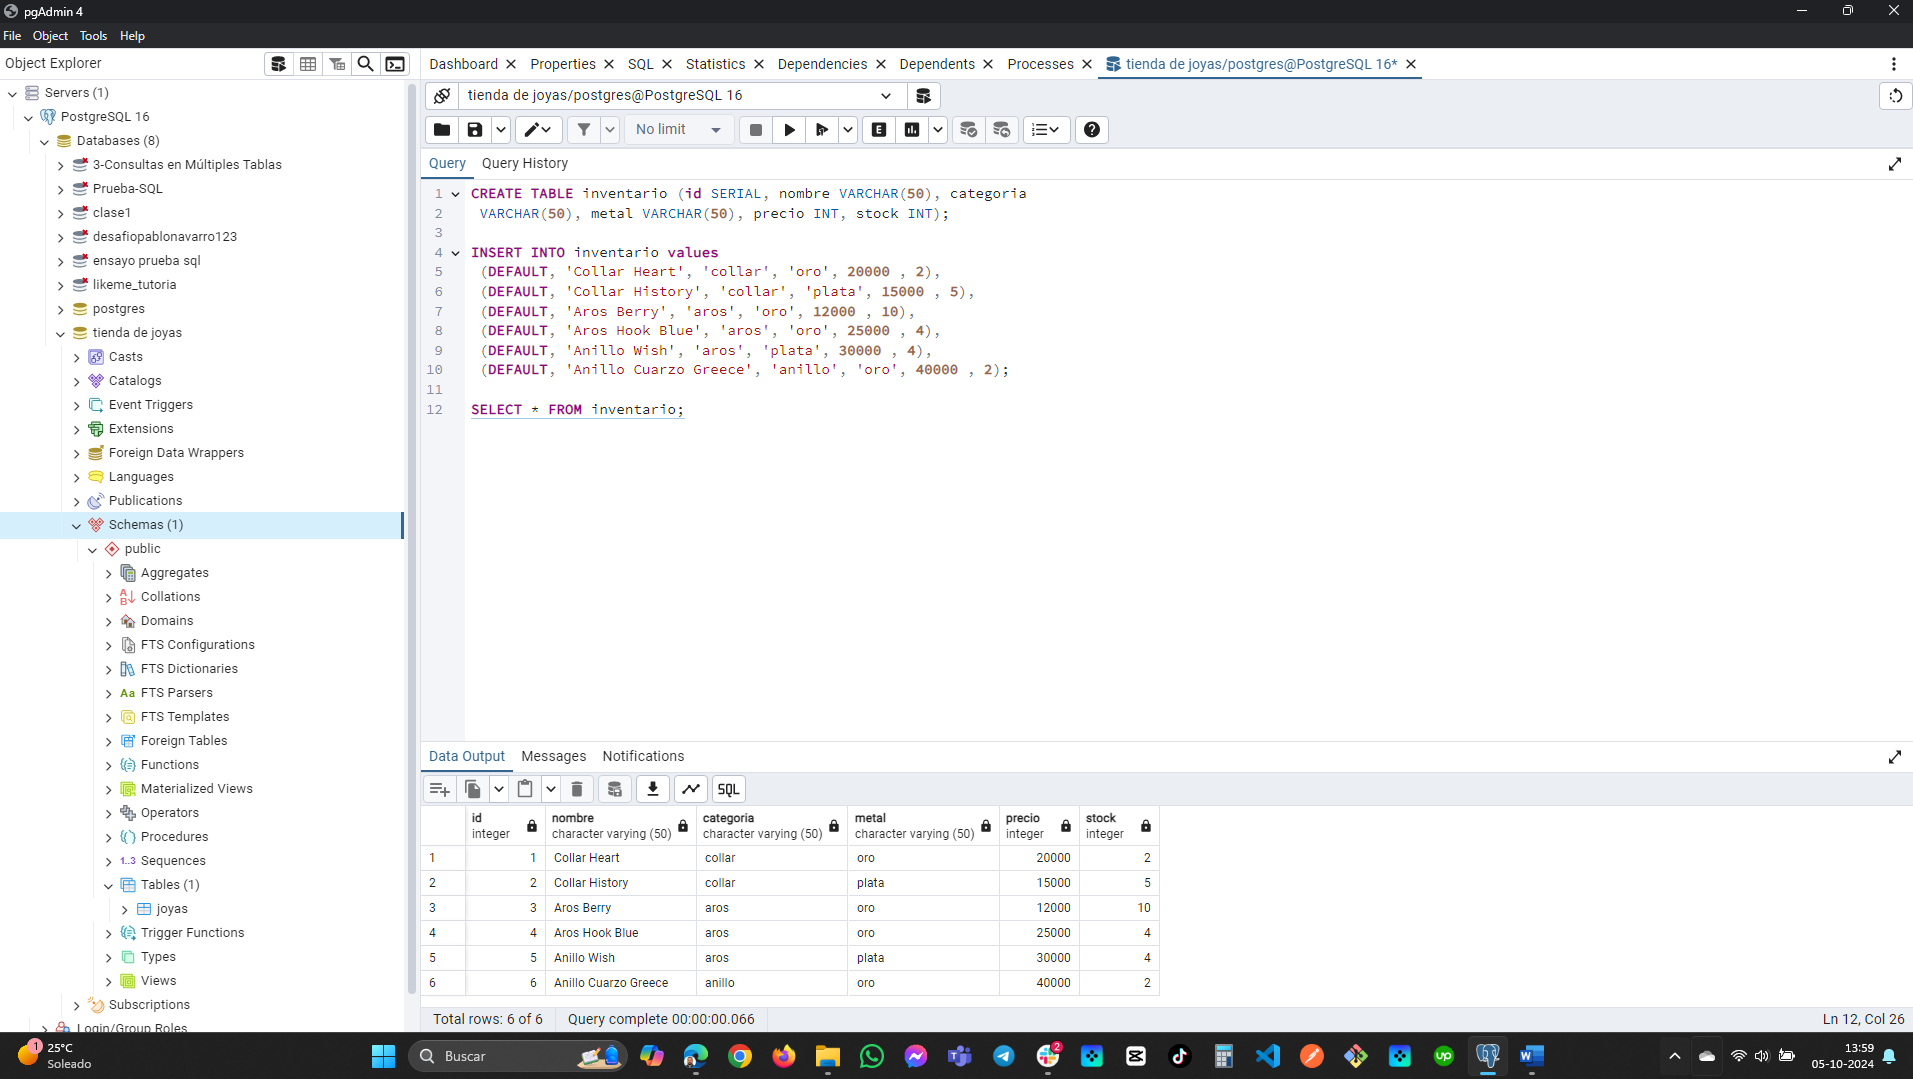 pgAdmin 4
File Object Tools Help
Object Explorer
Dashboard Properties SQL Statistics Dependencies Dependents Processes tienda de joyas/postgres@PostgreSQL 16*
Servers (1)
PostgreSQL 16
Databases (8)
3-Consultas en Múltiples Tablas
Prueba-SQL
clase1
desafiopablonavarro123
ensayo prueba sql
likeme_tutoria
postgres
tienda de joyas
Casts
Catalogs
Event Triggers
Extensions
Foreign Data Wrappers
Languages
Publications
Schemas (1)
public
Aggregates
Collations
Domains
FTS Configurations
FTS Dictionaries
Aa FTS Parsers
FTS Templates
Foreign Tables
Functions
Materialized Views
Operators
Procedures
1..3 Sequences
Tables (1)
joyas
Trigger Functions
Types
Views
Subscriptions
Login/Group Roles
tienda de joyas/postgres@PostgreSQL 16
No limit
E
Query Query History
1 CREATE TABLE inventario (id SERIAL, nombre VARCHAR(50), categoria
2 VARCHAR(50), metal VARCHAR(50), precio INT, stock INT);
3
4 INSERT INTO inventario values
5 (DEFAULT, 'Collar Heart', 'collar', 'oro', 20000 , 2),
6 (DEFAULT, 'Collar History', 'collar', 'plata', 15000 , 5),
7 (DEFAULT, 'Aros Berry', 'aros', 'oro', 12000 , 10),
8 (DEFAULT, 'Aros Hook Blue', 'aros', 'oro', 25000 , 4),
9 (DEFAULT, 'Anillo Wish', 'aros', 'plata', 30000 , 4),
10 (DEFAULT, 'Anillo Cuarzo Greece', 'anillo', 'oro', 40000 , 2);
11
12 SELECT * FROM inventario;
Data Output Messages Notifications
SQL
id nombre categoria metal precio stock
integer character varying (50) character varying (50) character varying (50) integer integer
1 1 Collar Heart collar oro 20000 2
2 2 Collar History collar plata 15000 5
3 3 Aros Berry aros oro 12000 10
4 4 Aros Hook Blue aros oro 25000 4
5 5 Anillo Wish aros plata 30000 4
6 6 Anillo Cuarzo Greece anillo oro 40000 2
Total rows: 6 of 6 Query complete 00:00:00.066 Ln 12, Col 26
1 25°C
Soleado
Buscar
2
up
13:59
05-10-2024